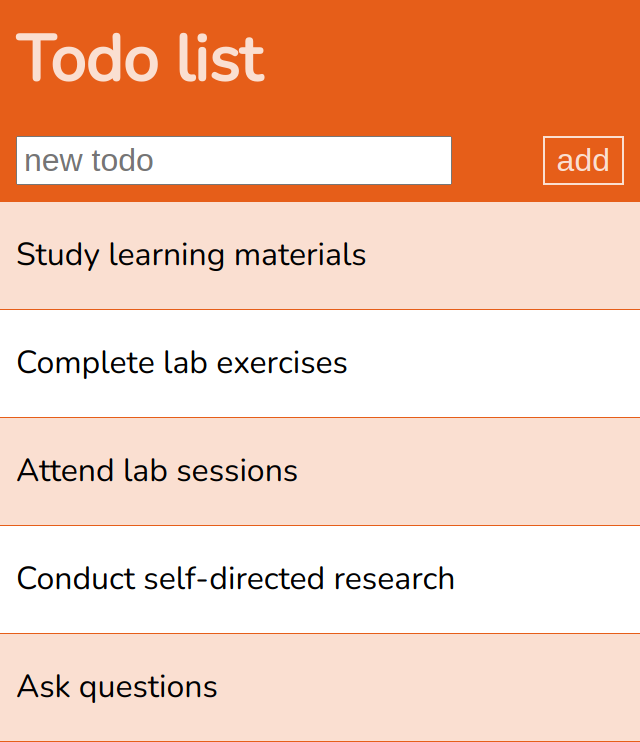 Todo list
new todo
add
Study learning materials
Complete lab exercises
Attend lab sessions
Conduct self-directed research
Ask questions